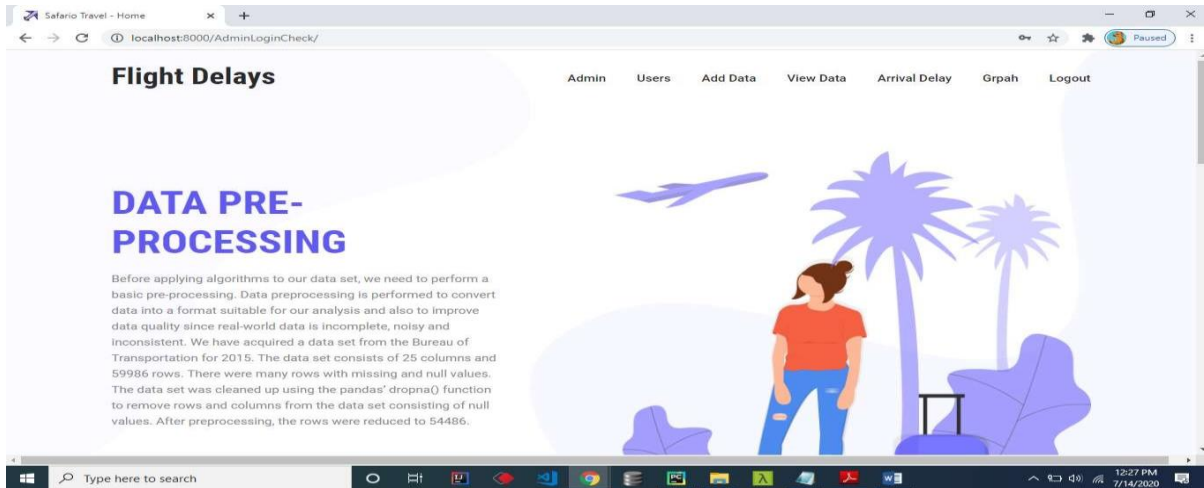 Safario Travel - Home
localhost:8000/AdminLoginCheck/
Paused
Flight Delays
Admin Users Add Data View Data Arrival Delay Grpah Logout
DATA PRE-
PROCESSING
Before applying algorithms to our data set, we need to perform a
basic pre-processing. Data preprocessing is performed to convert
data into a format suitable for our analysis and also to improve
data quality since real-world data is incomplete, noisy and
inconsistent. We have acquired a data set from the Bureau of
Transportation for 2015. The data set consists of 25 columns and
59986 rows. There were many rows with missing and null values.
The data set was cleaned up using the pandas' dropna() function
to remove rows and columns from the data set consisting of null
values. After preprocessing, the rows were reduced to 54486.
Type here to search
12:27 PM
7/14/2020